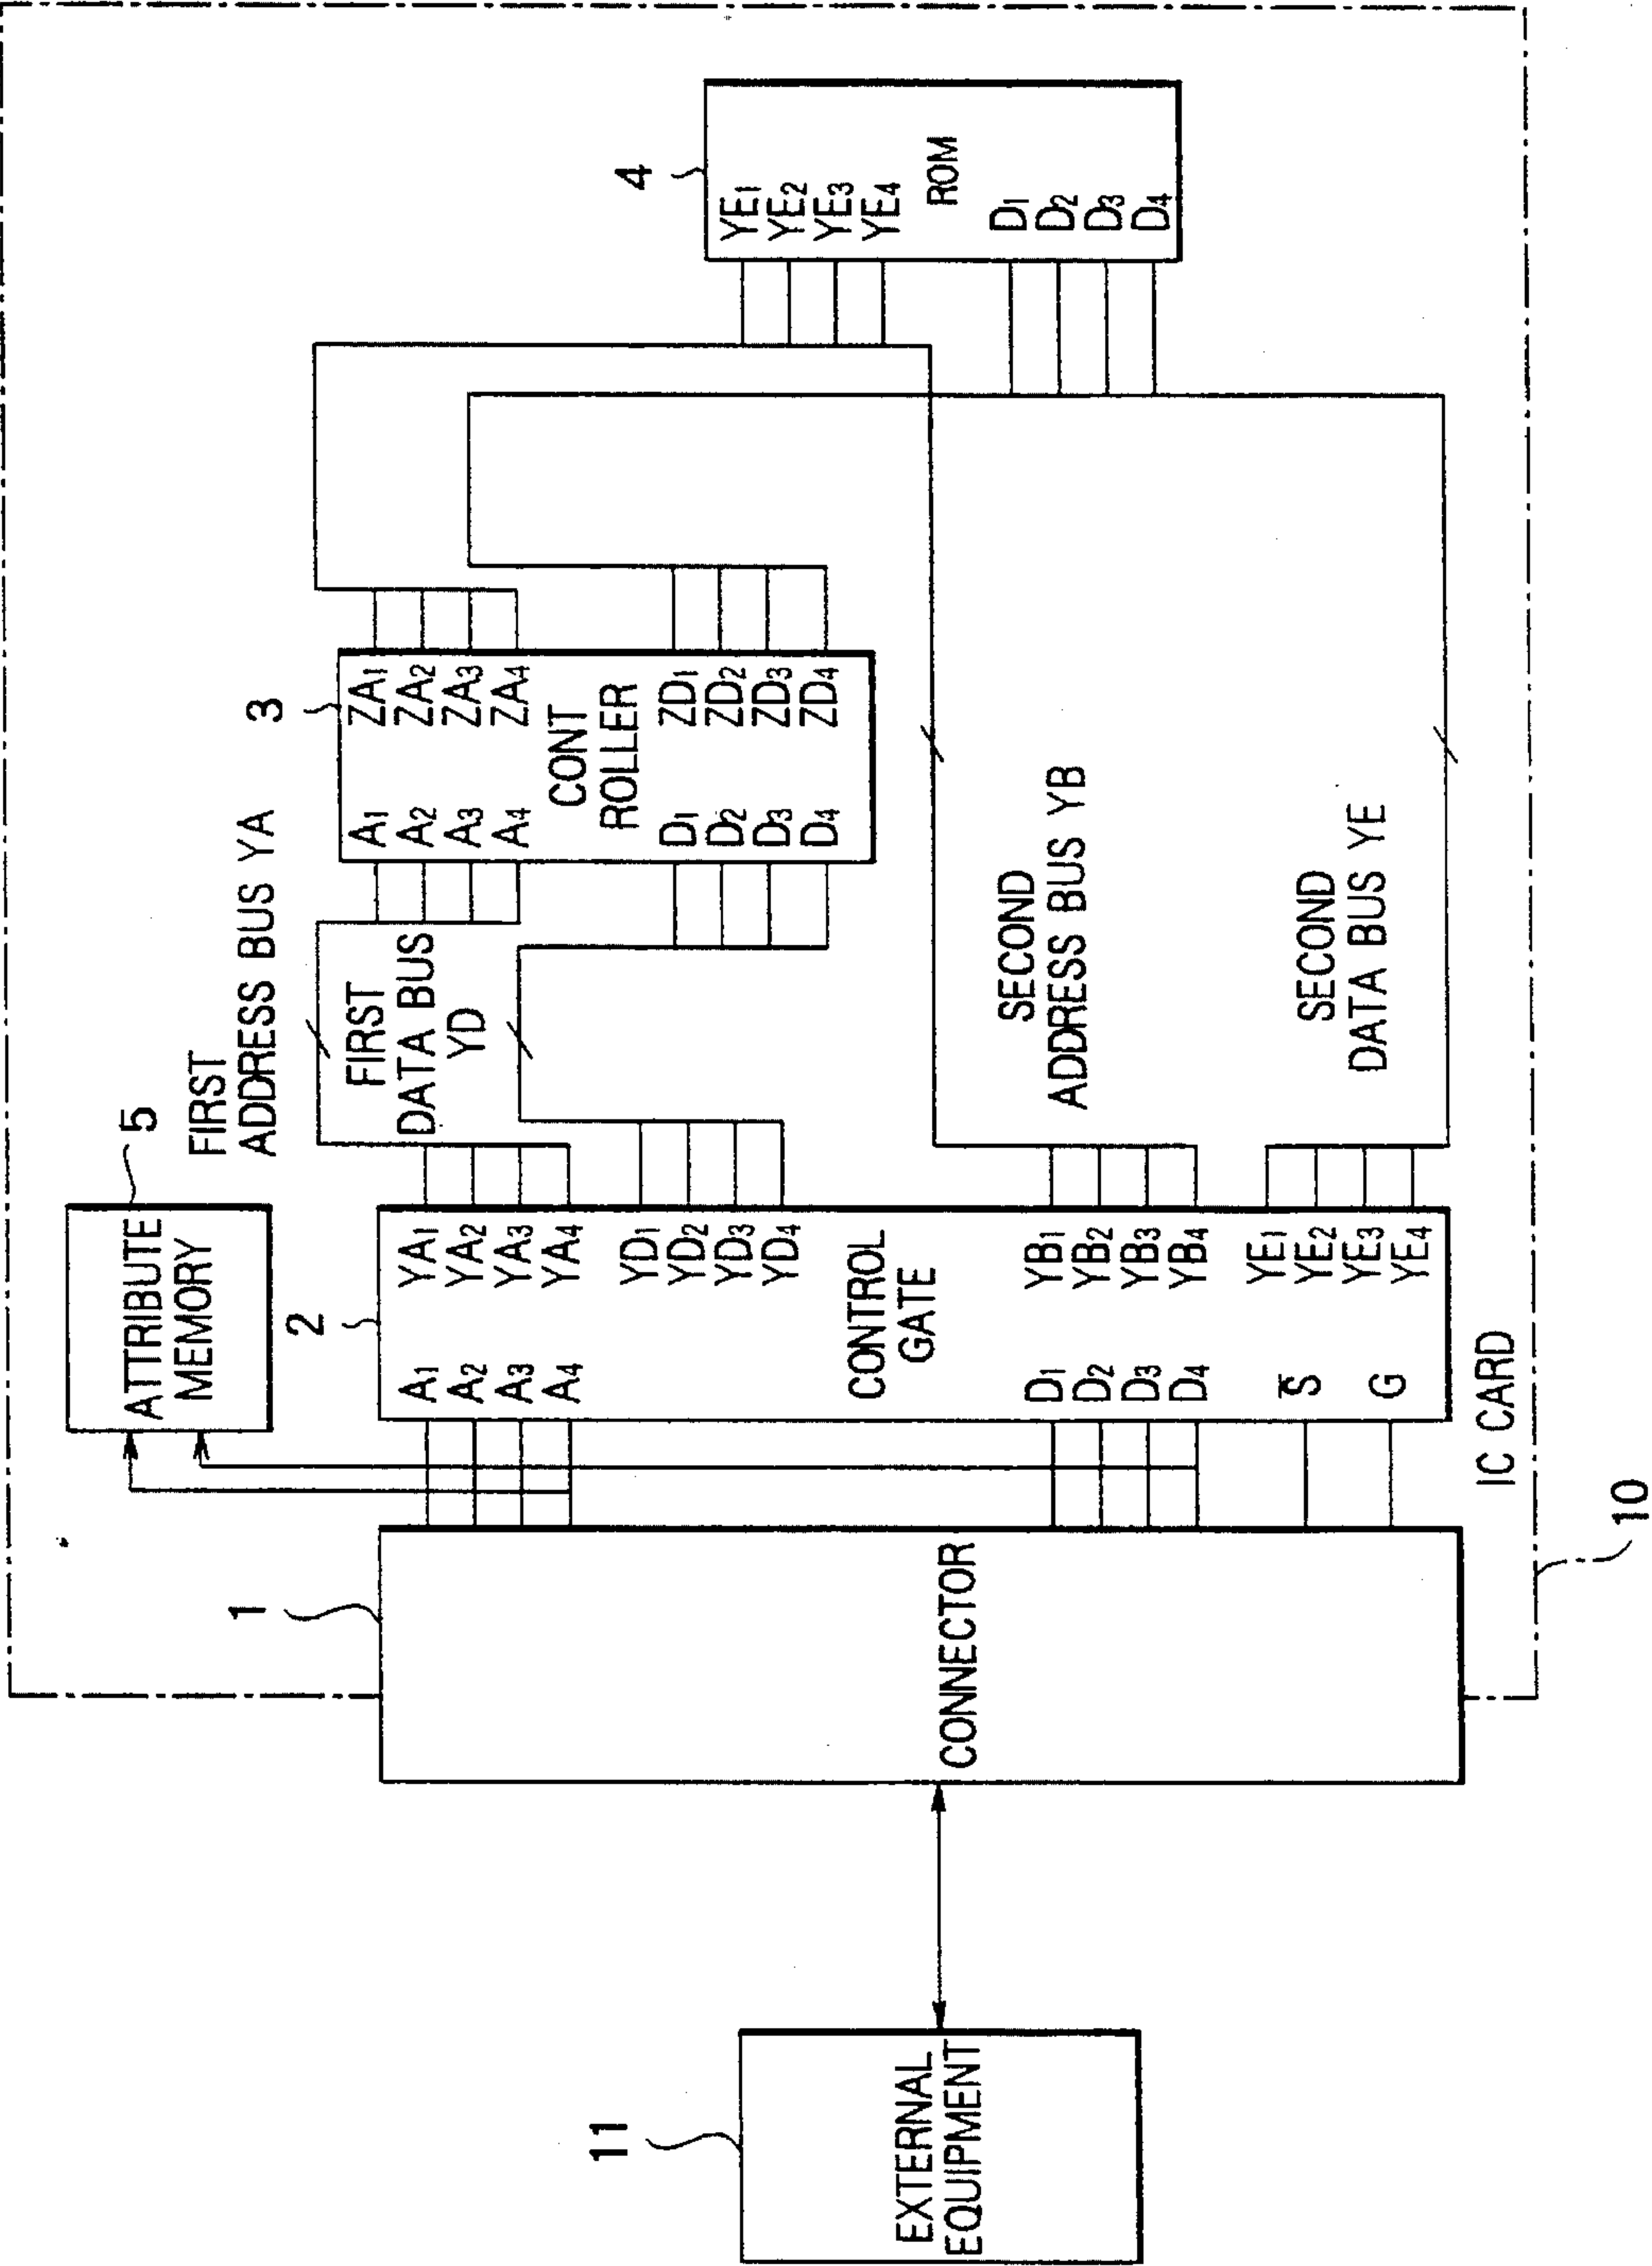 11
EXTERNAL
EQUIPMENT
1
CONNECTOR
10
IC CARD
5
ATTRIBUTE
MEMORY
2
A1
A2
A3
A4
D1
D2
D3
D4
S̅
G
CONTROL
GATE
YA1
YA2
YA3
YA4
YD1
YD2
YD3
YD4
YB1
YB2
YB3
YB4
YE1
YE2
YE3
YE4
FIRST
ADDRESS BUS YA
FIRST
DATA BUS
YD
SECOND
ADDRESS BUS YB
SECOND
DATA BUS YE
3
A1
A2
A3
A4
D1
D2
D3
D4
CONT
ROLLER
ZA1
ZA2
ZA3
ZA4
ZD1
ZD2
ZD3
ZD4
4
YE1
YE2
YE3
YE4
ROM
D1
D2
D3
D4